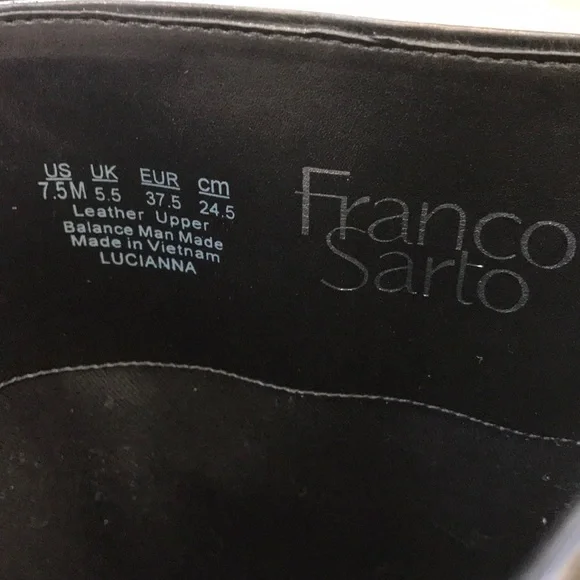 US UK EUR cm
7.5M 5.5 37.5 24.5
Leather Upper
Balance Man Made
Made in Vietnam
LUCIANNA
Franco
Sarto